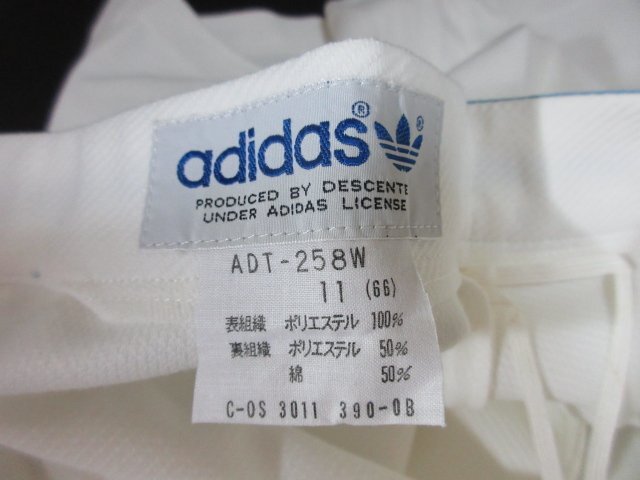 adidas®
PRODUCED BY DESCENTE
UNDER ADIDAS LICENSE
ADT-258W
11 (66)
表組織 ポリエステル 100%
裏組織 ポリエステル 50%
綿 50%
C-OS 3011 390-0B